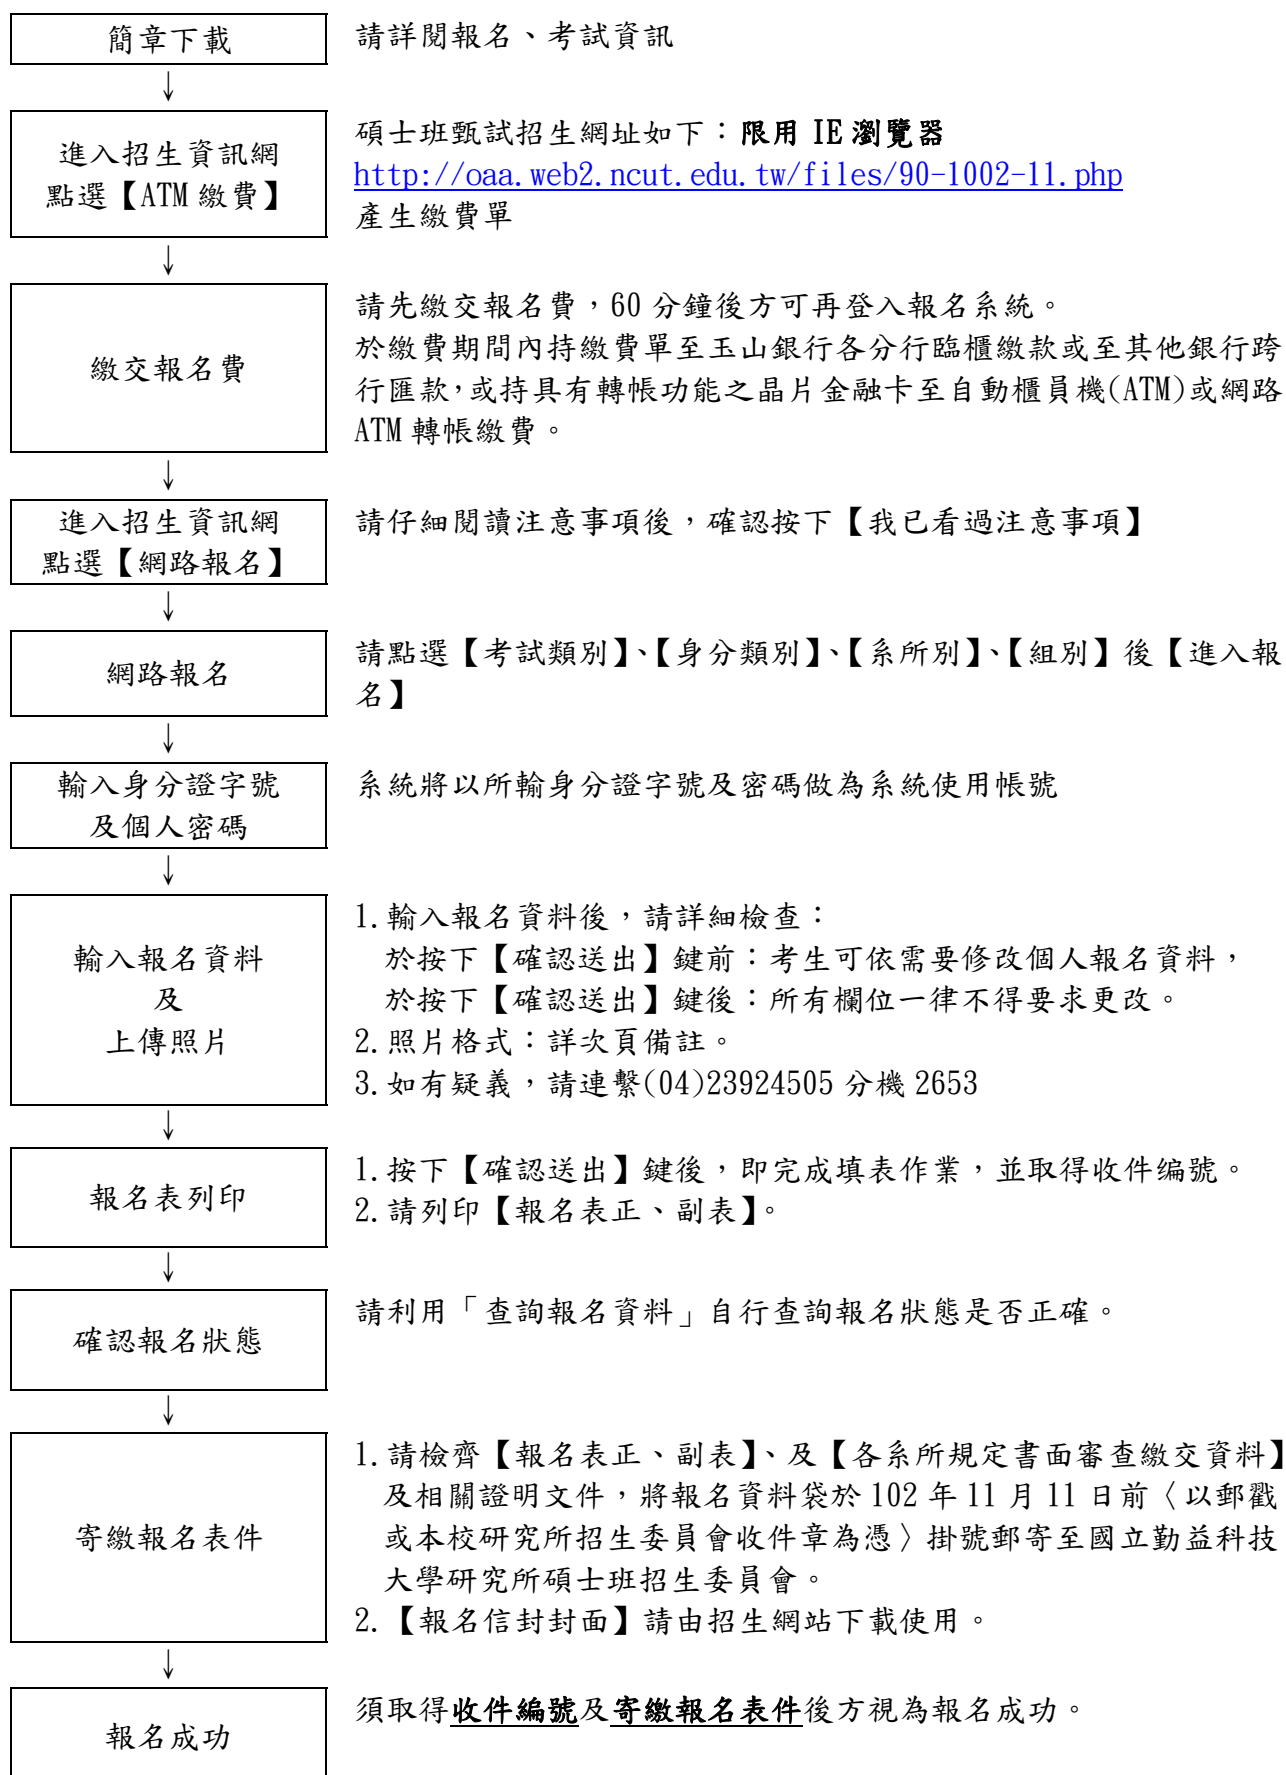 簡章下載
請詳閱報名、考試資訊
↓
進入招生資訊網
點選【ATM 繳費】
碩士班甄試招生網址如下：限用 IE 瀏覽器
http://oaa.web2.ncut.edu.tw/files/90-1002-11.php
產生繳費單
↓
繳交報名費
請先繳交報名費，60 分鐘後方可再登入報名系統。
於繳費期間內持繳費單至玉山銀行各分行臨櫃繳款或至其他銀行跨
行匯款，或持具有轉帳功能之晶片金融卡至自動櫃員機(ATM)或網路
ATM 轉帳繳費。
↓
進入招生資訊網
點選【網路報名】
請仔細閱讀注意事項後，確認按下【我已看過注意事項】
↓
網路報名
請點選【考試類別】、【身分類別】、【系所別】、【組別】後【進入報
名】
↓
輸入身分證字號
及個人密碼
系統將以所輸身分證字號及密碼做為系統使用帳號
↓
輸入報名資料
及
上傳照片
1.輸入報名資料後，請詳細檢查：
於按下【確認送出】鍵前：考生可依需要修改個人報名資料，
於按下【確認送出】鍵後：所有欄位一律不得要求更改。
2.照片格式：詳次頁備註。
3.如有疑義，請連繫(04)23924505 分機 2653
↓
報名表列印
1.按下【確認送出】鍵後，即完成填表作業，並取得收件編號。
2.請列印【報名表正、副表】。
↓
確認報名狀態
請利用「查詢報名資料」自行查詢報名狀態是否正確。
↓
寄繳報名表件
1.請檢齊【報名表正、副表】、及【各系所規定書面審查繳交資料】
及相關證明文件，將報名資料袋於 102 年 11 月 11 日前〈以郵戳
或本校研究所招生委員會收件章為憑〉掛號郵寄至國立勤益科技
大學研究所碩士班招生委員會。
2.【報名信封封面】請由招生網站下載使用。
↓
報名成功
須取得收件編號及寄繳報名表件後方視為報名成功。